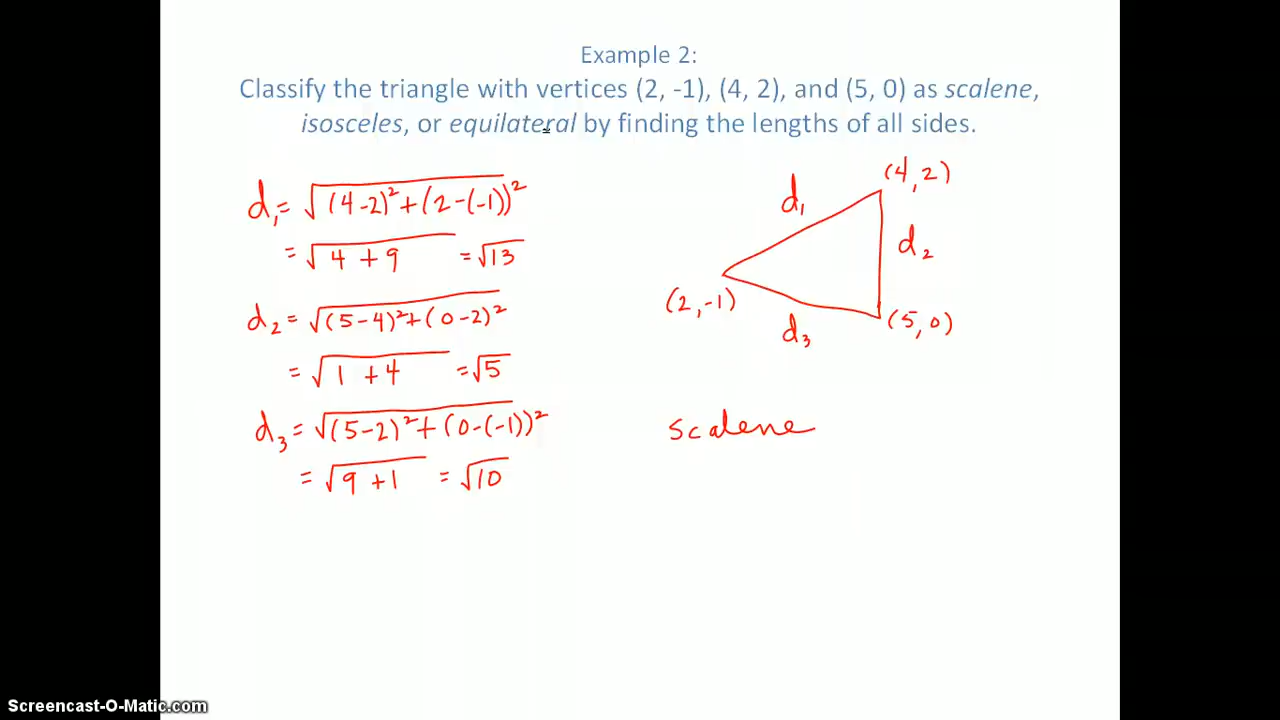 Example 2:
Classify the triangle with vertices (2, -1), (4, 2), and (5, 0) as scalene,
isosceles, or equilateral by finding the lengths of all sides.
d₁ = √(4-2)² + (2-(-1))²
= √4 + 9 = √13
d₂ = √(5-4)² + (0-2)²
= √1 + 4 = √5
d₃ = √(5-2)² + (0-(-1))²
= √9 + 1 = √10
(4, 2)
d₁
d₂
(2, -1)
(5, 0)
d₃
scalene
Screencast-O-Matic.com